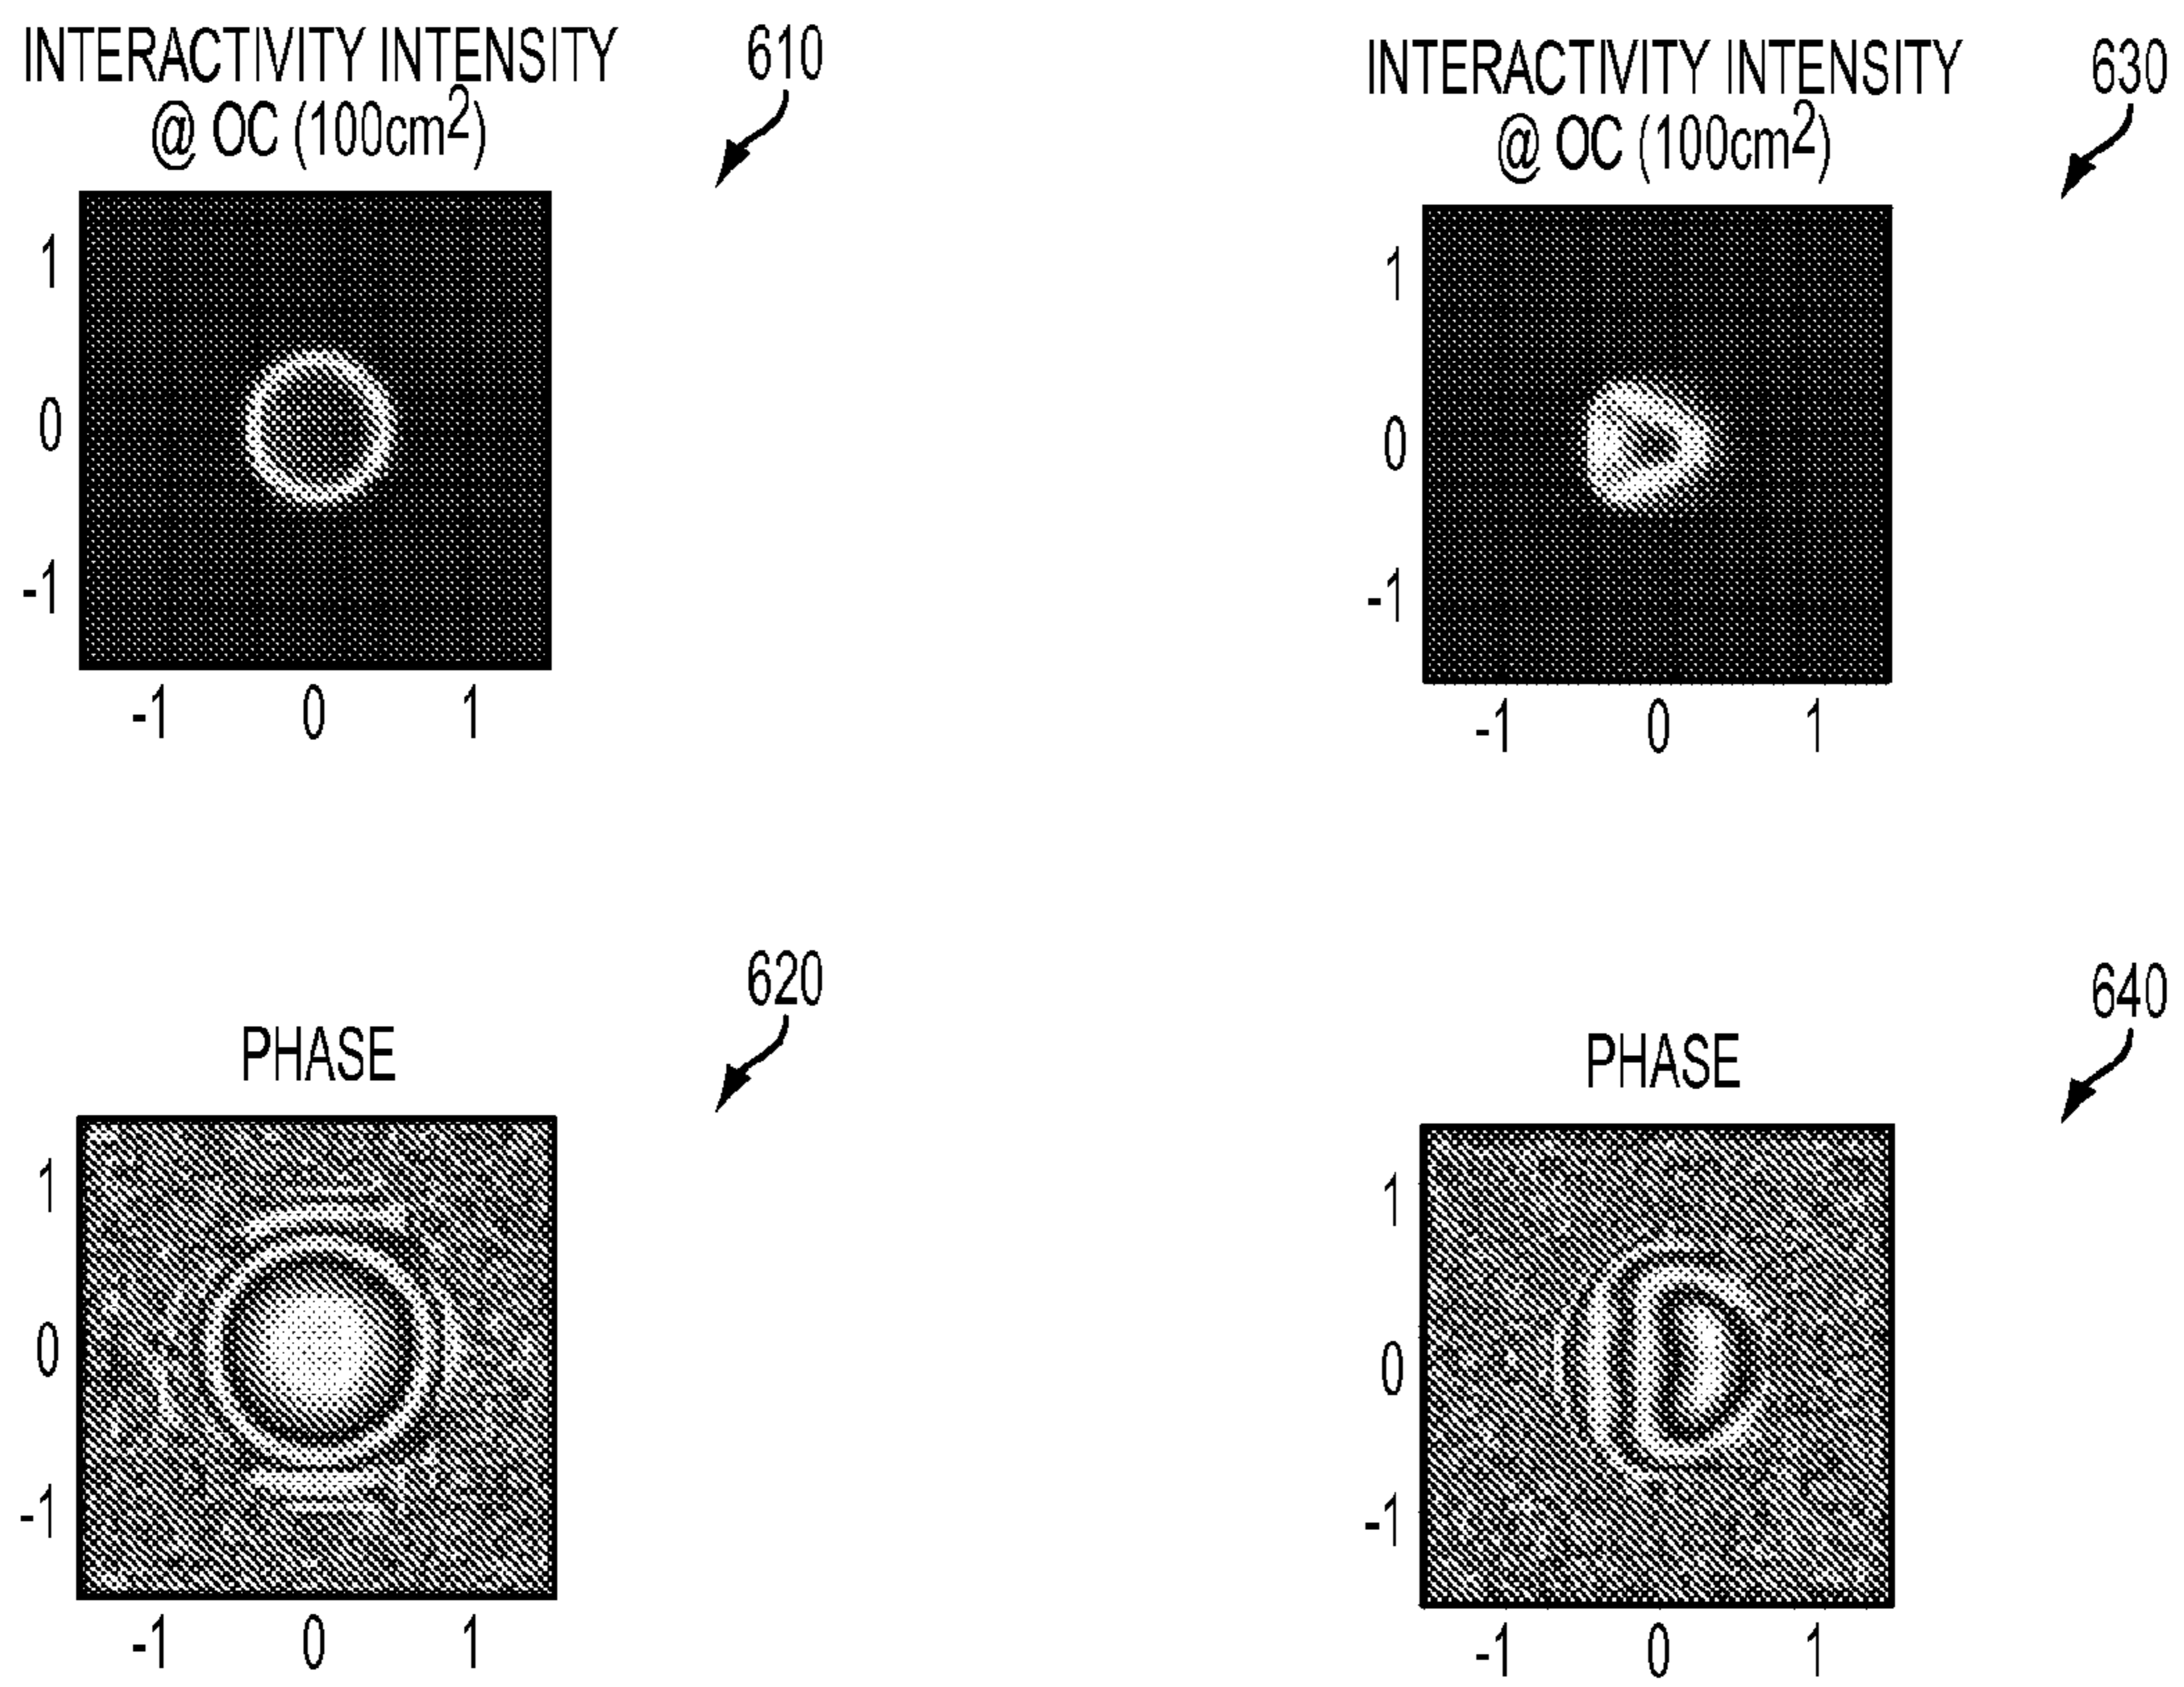 INTERACTIVITY INTENSITY
@ OC (100cm²)
610
1
0
-1
-1 0 1
INTERACTIVITY INTENSITY
@ OC (100cm²)
630
1
0
-1
-1 0 1
PHASE
620
1
0
-1
-1 0 1
PHASE
640
1
0
-1
-1 0 1